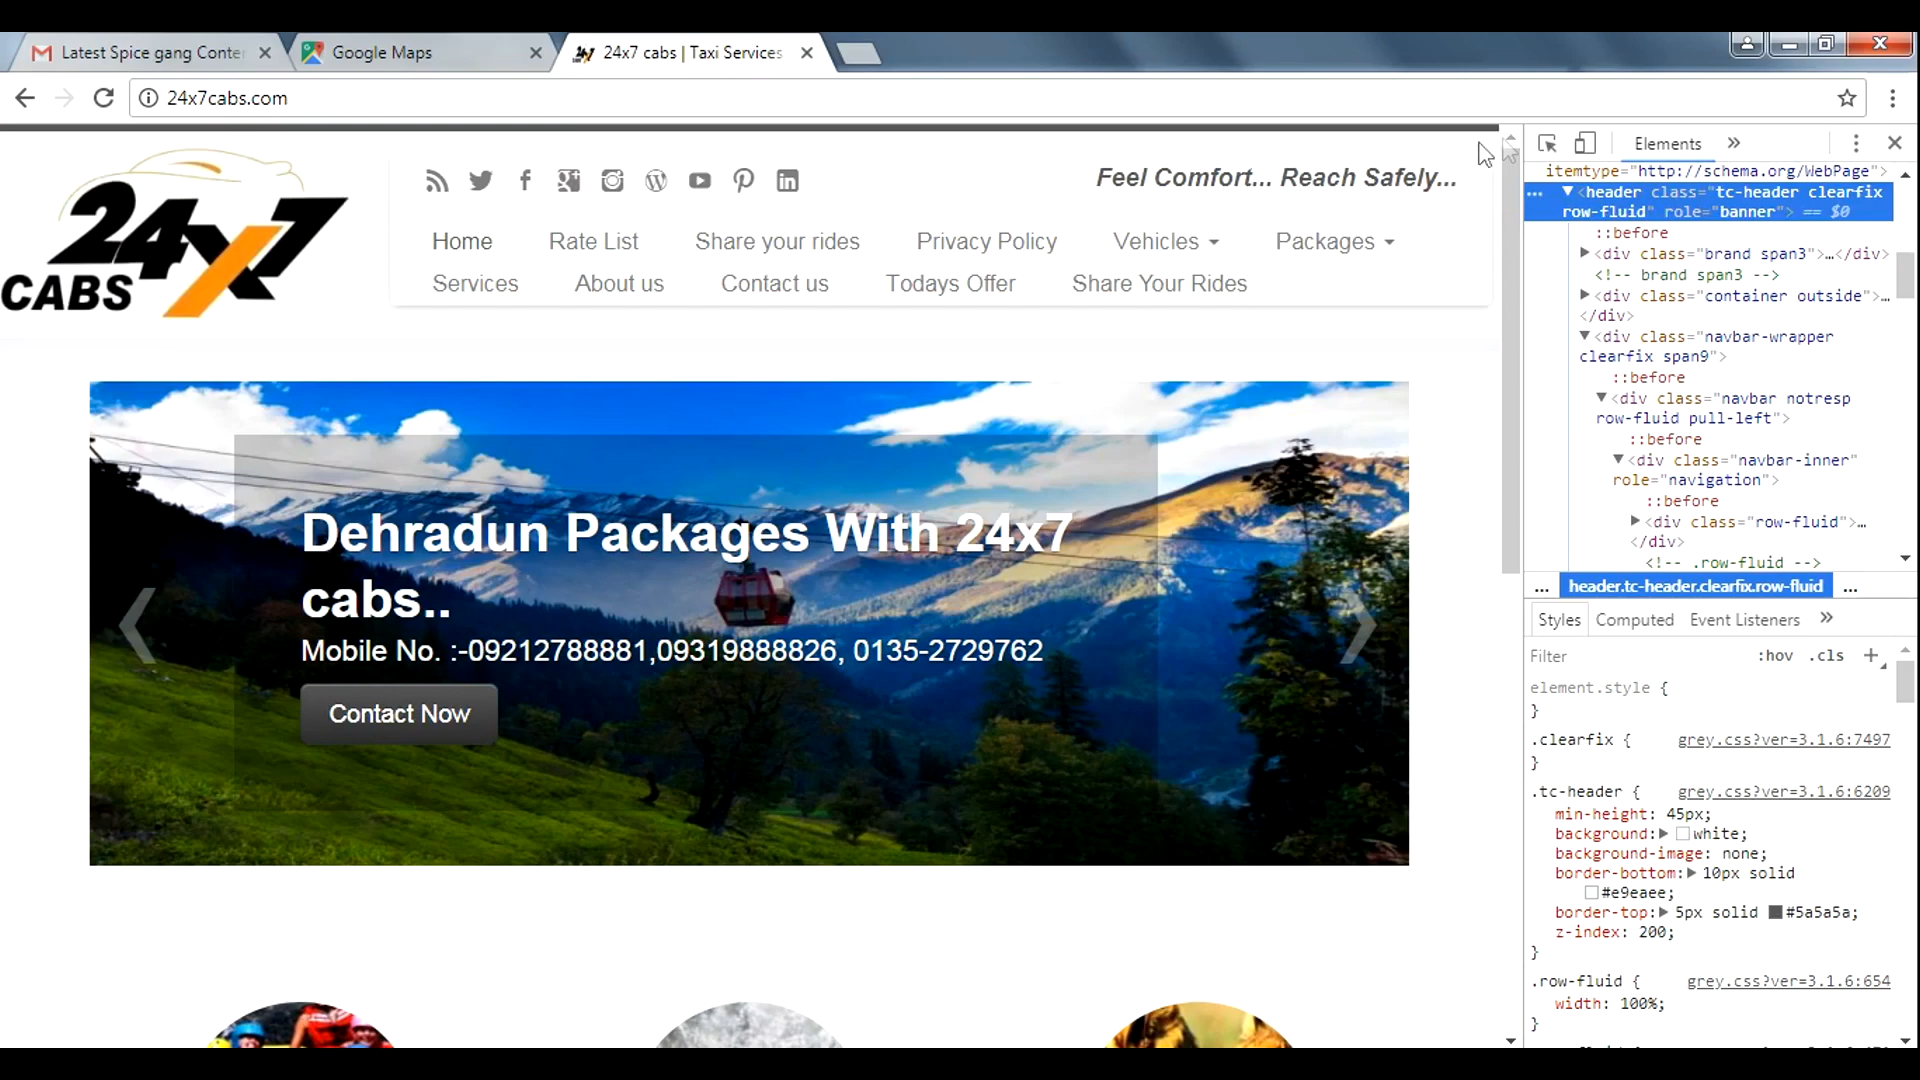 Latest Spice gang Conte
Google Maps
24x7 cabs | Taxi Services
24x7cabs.com
24x7
CABS
Feel Comfort... Reach Safely...
Home Rate List Share your rides Privacy Policy Vehicles Packages
Services About us Contact us Todays Offer Share Your Rides
Dehradun Packages With 24x7
cabs..
Mobile No. :-09212788881,09319888826, 0135-2729762
Contact Now
Elements
itemtype="http://schema.org/WebPage">
<header class="tc-header clearfix
row-fluid" role="banner"> == $0
::before
<div class="brand span3">…</div>
<!-- brand span3 -->
<div class="container outside">…
</div>
<div class="navbar-wrapper
clearfix span9">
::before
<div class="navbar notresp
row-fluid pull-left">
::before
<div class="navbar-inner"
role="navigation">
::before
<div class="row-fluid">…
</div>
<!-- .row-fluid -->
... header.tc-header.clearfix.row-fluid ...
Styles Computed Event Listeners
Filter :hov .cls +
element.style {
}
.clearfix { grey.css?ver=3.1.6:7497
}
.tc-header { grey.css?ver=3.1.6:6209
min-height: 45px;
background: white;
background-image: none;
border-bottom: 10px solid
#e9eaee;
border-top: 5px solid #5a5a5a;
z-index: 200;
}
.row-fluid { grey.css?ver=3.1.6:654
width: 100%;
}